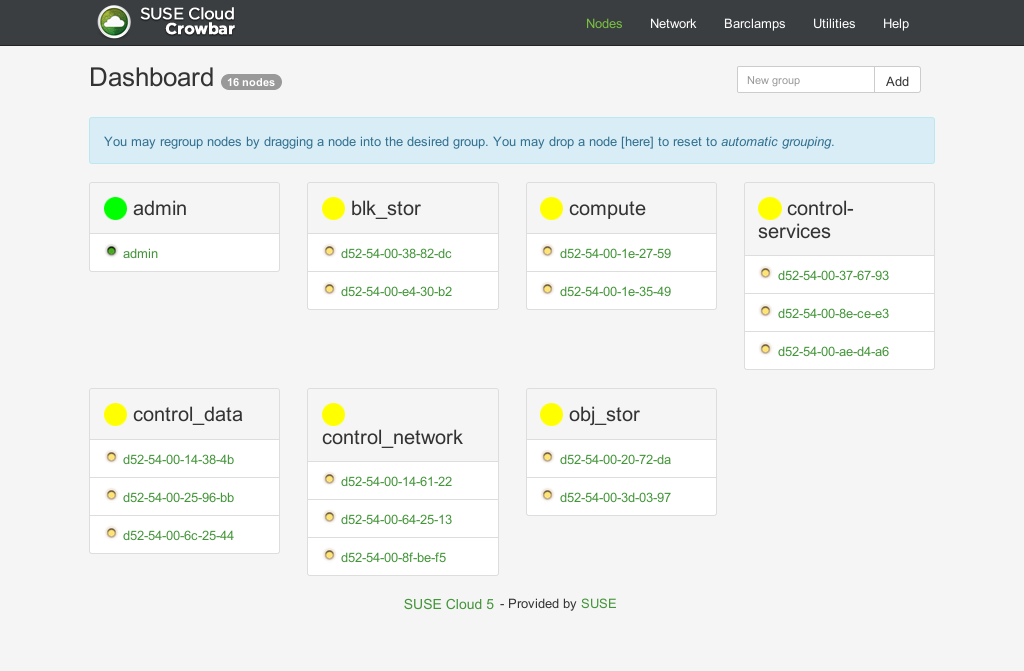 SUSE Cloud
Crowbar
Nodes Network Barclamps Utilities Help
Dashboard 16 nodes
New group Add
You may regroup nodes by dragging a node into the desired group. You may drop a node [here] to reset to automatic grouping.
admin
admin
blk_stor
d52-54-00-38-82-dc
d52-54-00-e4-30-b2
compute
d52-54-00-1e-27-59
d52-54-00-1e-35-49
control-
services
d52-54-00-37-67-93
d52-54-00-8e-ce-e3
d52-54-00-ae-d4-a6
control_data
d52-54-00-14-38-4b
d52-54-00-25-96-bb
d52-54-00-6c-25-44
control_network
d52-54-00-14-61-22
d52-54-00-64-25-13
d52-54-00-8f-be-f5
obj_stor
d52-54-00-20-72-da
d52-54-00-3d-03-97
SUSE Cloud 5 - Provided by SUSE